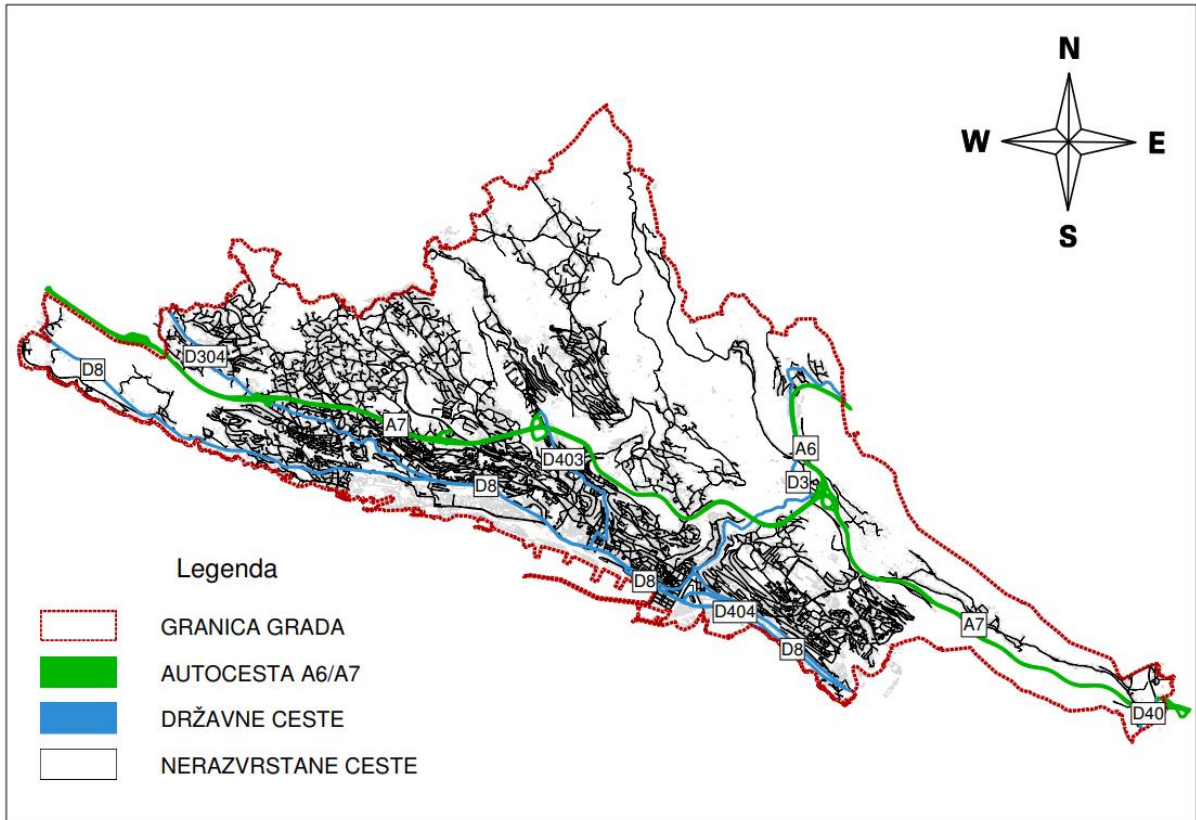 N
W
E
S
D304
D8
A7
D403
D8
A6
D3
D8
D404
A7
D8
D40
Legenda
GRANICA GRADA
AUTOCESTA A6/A7
DRŽAVNE CESTE
NERAZVRSTANE CESTE